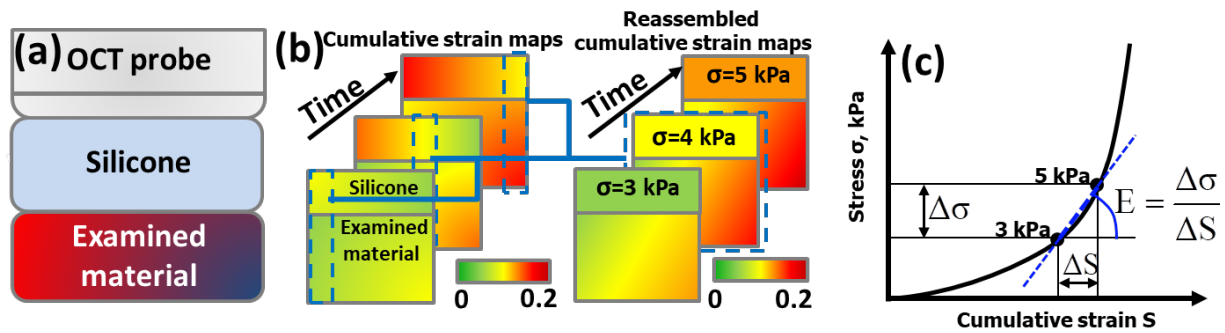 (a)
OCT probe
Silicone
Examined
material
(b)
Cumulative strain maps
Time
Silicone
Examined
material
0 0.2
Reassembled
cumulative strain maps
Time
σ=5 kPa
σ=4 kPa
σ=3 kPa
0 0.2
(c)
Stress σ, kPa
5 kPa
Δσ
3 kPa
ΔS
E = Δσ/ΔS
Cumulative strain S